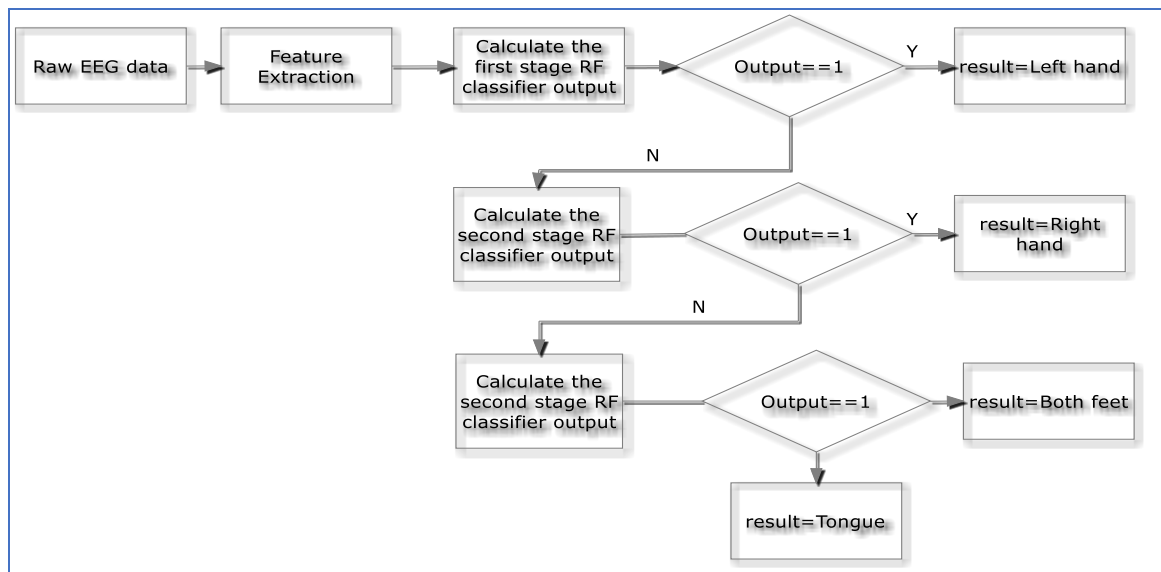 Raw EEG data
Feature
Extraction
Calculate the
first stage RF
classifier output
Output==1
Y
result=Left hand
N
Calculate the
second stage RF
classifier output
Output==1
Y
result=Right
hand
N
Calculate the
second stage RF
classifier output
Output==1
result=Both feet
result=Tongue